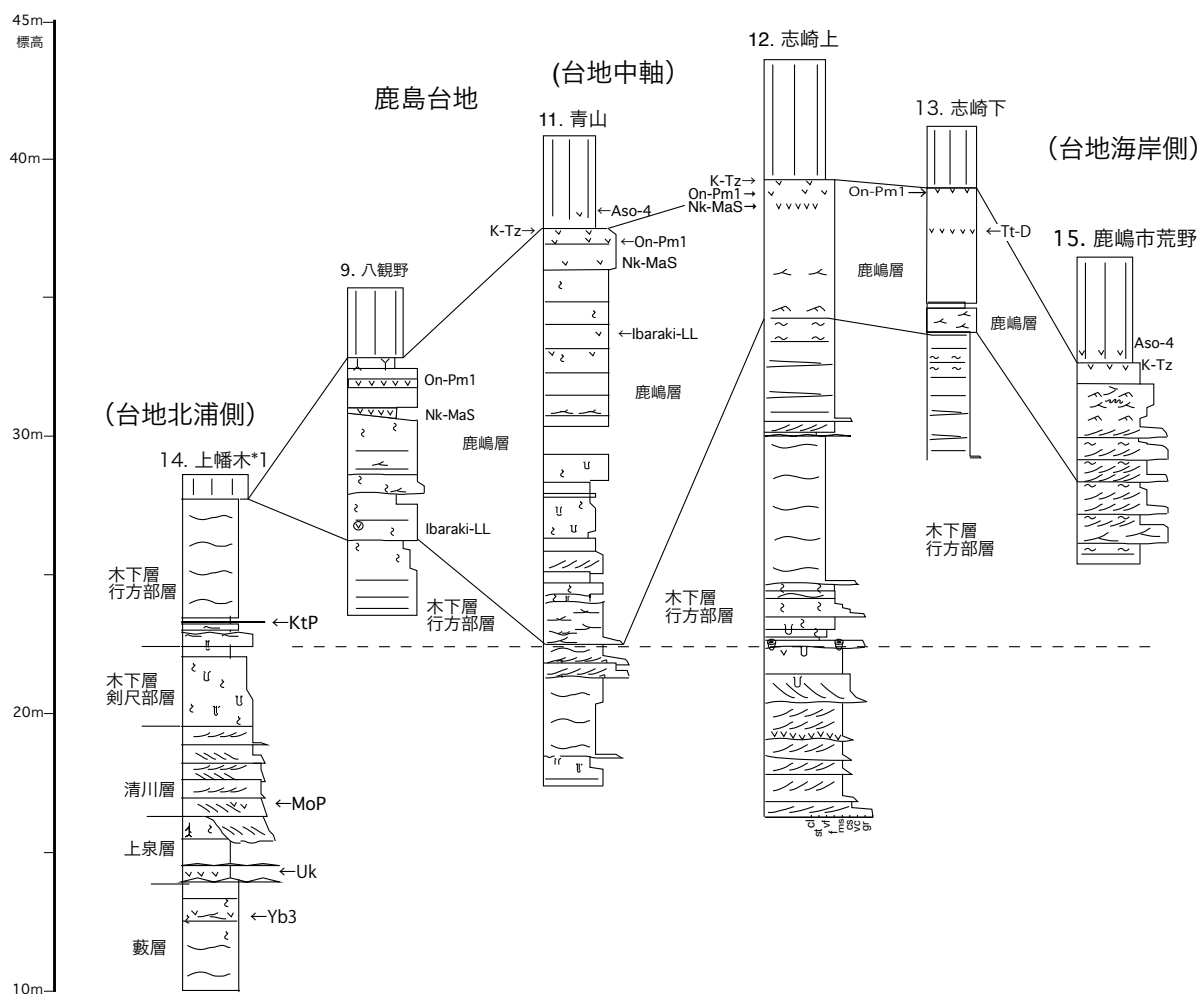 45m
標高
40m
30m
20m
10m
鹿島台地
(台地中軸）
（台地海岸側）
（台地北浦側）
14. 上幡木*1
木下層
行方部層
←KtP
木下層
剣尺部層
清川層
←MoP
上泉層
←Uk
←Yb3
藪層
9. 八観野
On-Pm1
Nk-MaS
鹿嶋層
Ibaraki-LL
木下層
行方部層
11. 青山
←Aso-4
K-Tz→
←On-Pm1
Nk-MaS
←Ibaraki-LL
鹿嶋層
12. 志崎上
K-Tz→
On-Pm1→
Nk-MaS→
鹿嶋層
木下層
行方部層
cl
st
vf
f
ms
cs
vc
gr
13. 志崎下
On-Pm1→
←Tt-D
鹿嶋層
木下層
行方部層
15. 鹿嶋市荒野
Aso-4
K-Tz